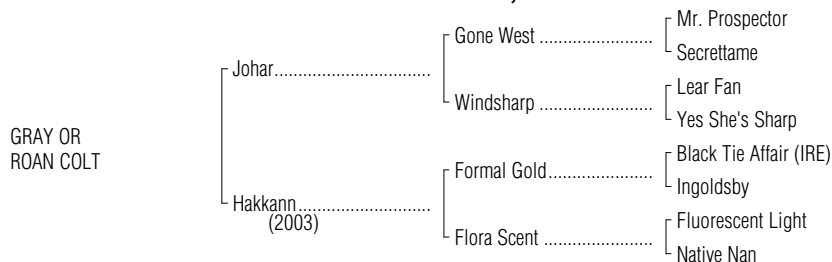 Mr. Prospector
Gone West ......................
Secrettame
Johar................................
Lear Fan
Windsharp ......................
Yes She's Sharp
GRAY OR
ROAN COLT
Black Tie Affair (IRE)
Formal Gold.....................
Ingoldsby
Hakkann ...........................
(2003)
Fluorescent Light
Flora Scent ......................
Native Nan